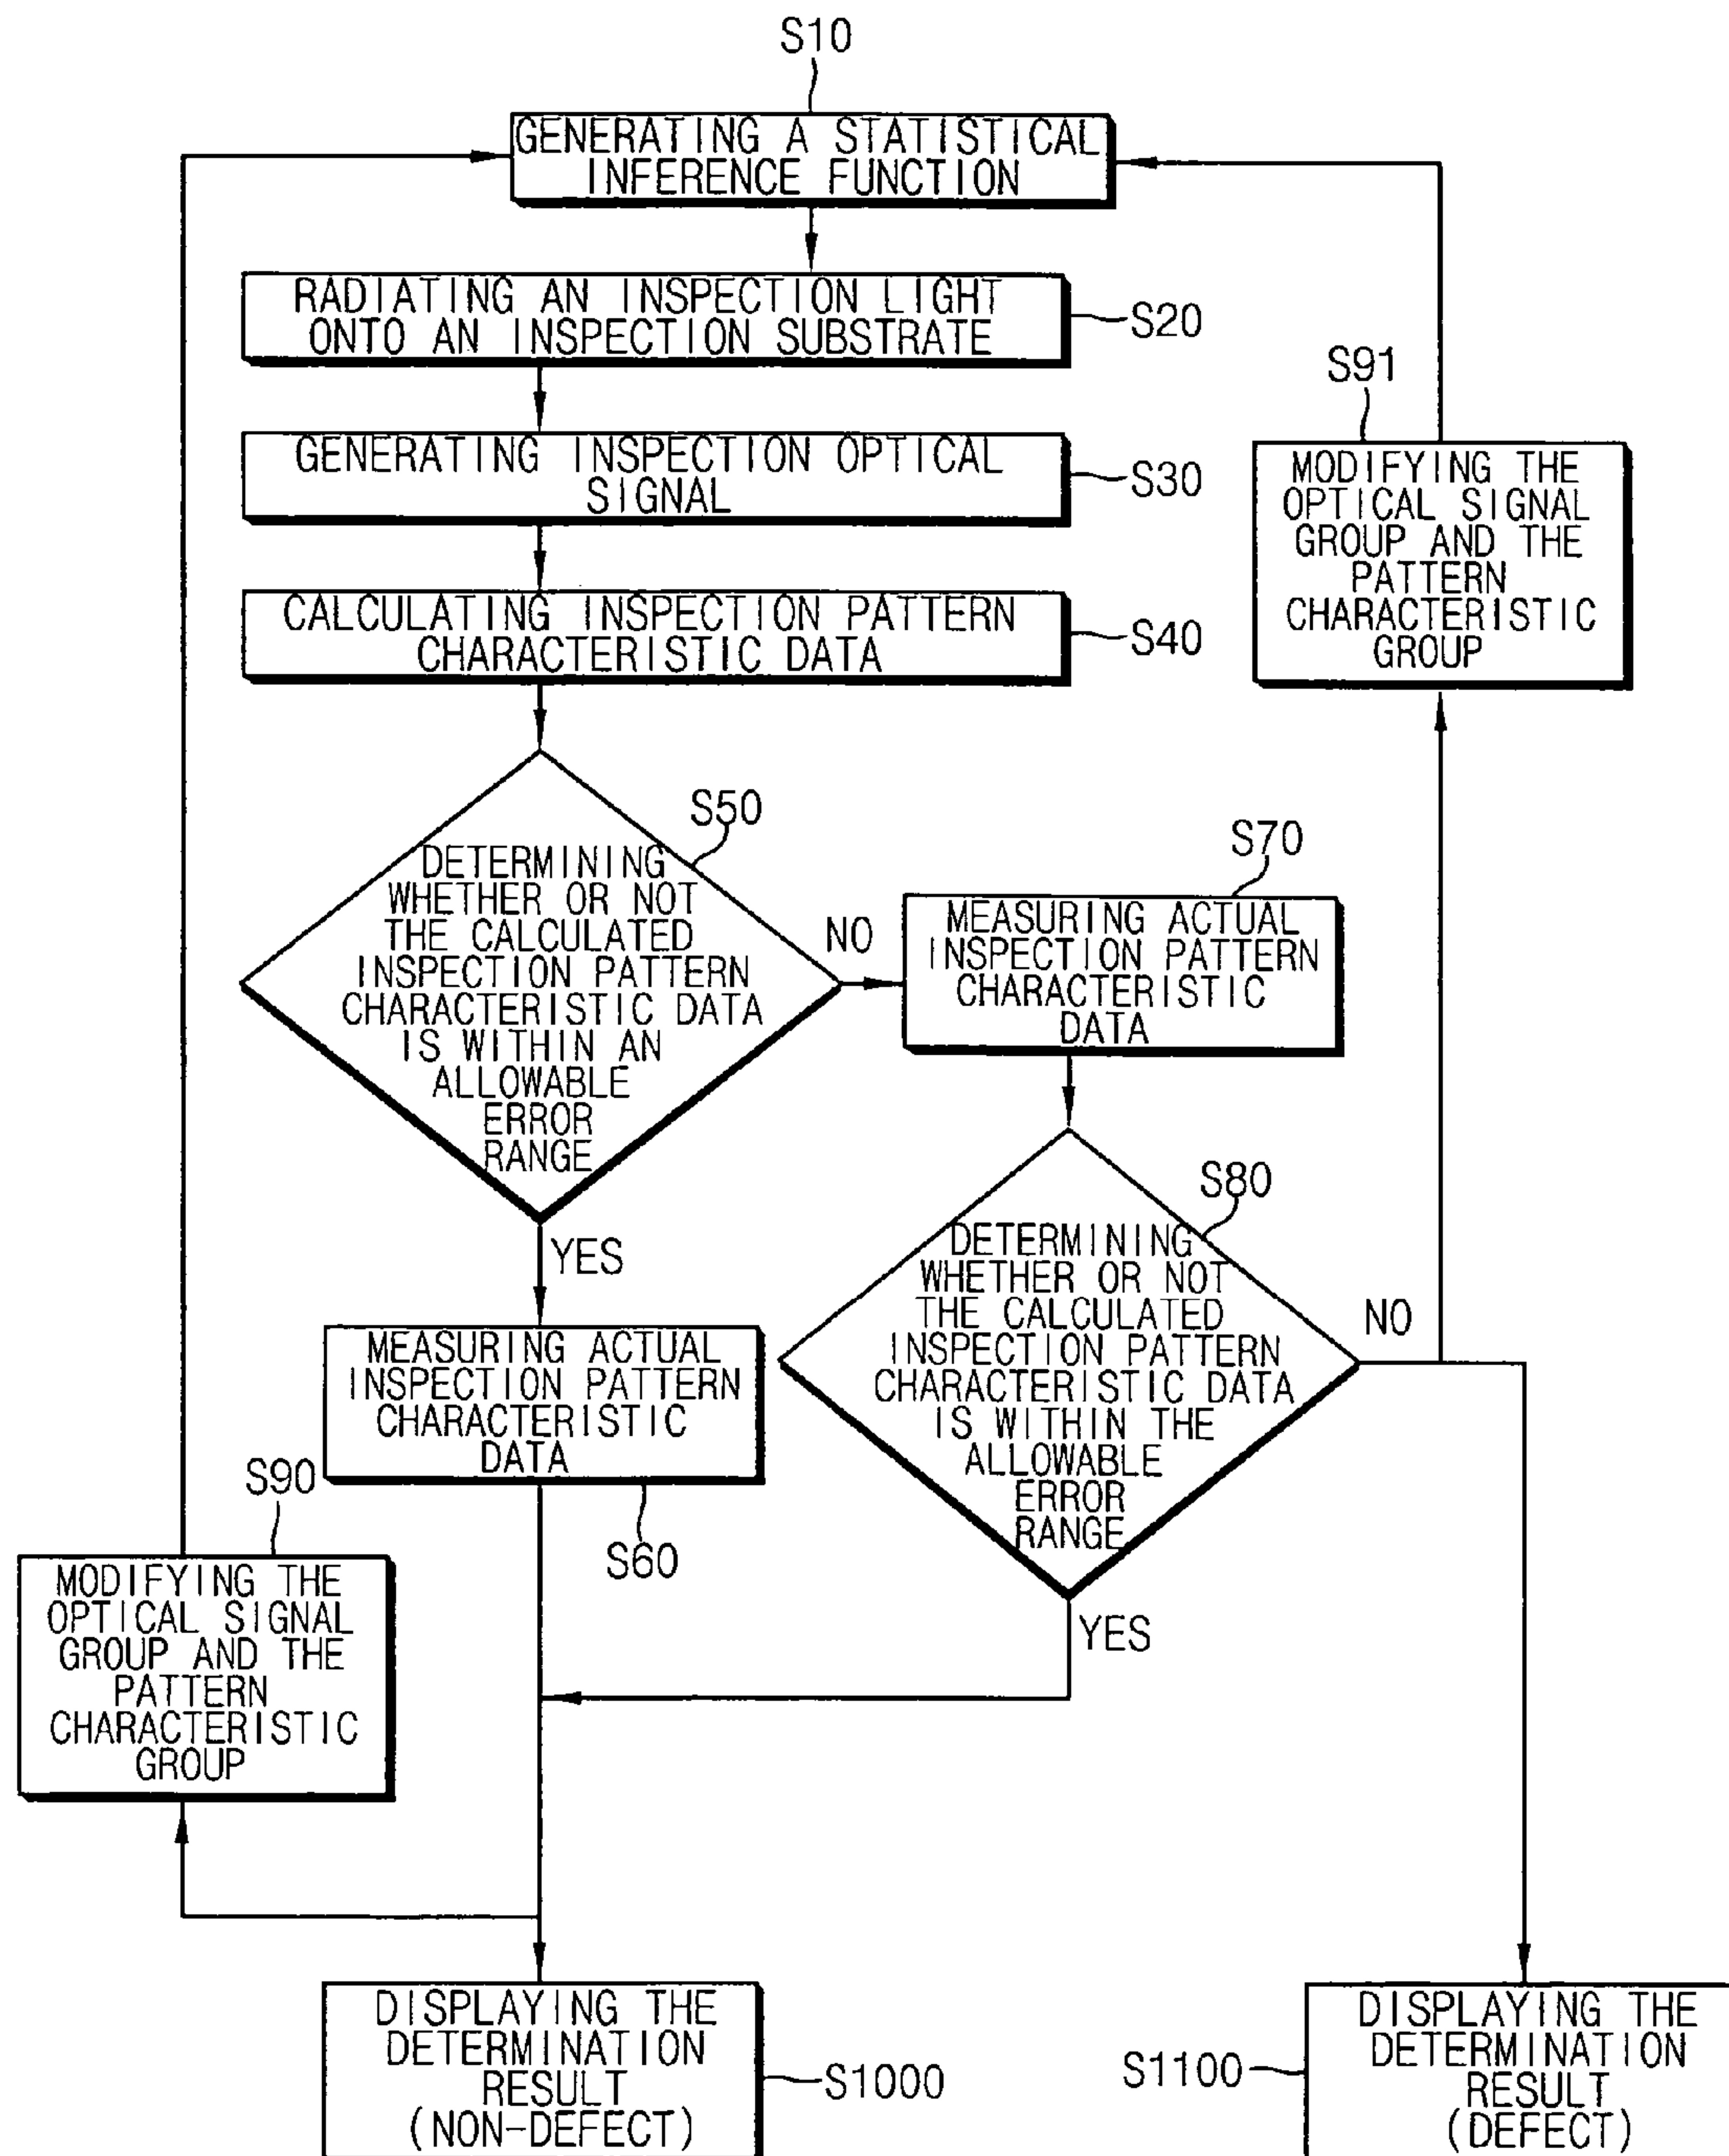 S10
GENERATING A STATISTICAL
INFERENCE FUNCTION
RADIATING AN INSPECTION LIGHT
ONTO AN INSPECTION SUBSTRATE
S20
GENERATING INSPECTION OPTICAL
SIGNAL
S30
CALCULATING INSPECTION PATTERN
CHARACTERISTIC DATA
S40
S91
MODIFYING THE
OPTICAL SIGNAL
GROUP AND THE
PATTERN
CHARACTERISTIC
GROUP
S50
DETERMINING
WHETHER OR NOT
THE CALCULATED
INSPECTION PATTERN
CHARACTERISTIC DATA
IS WITHIN AN
ALLOWABLE
ERROR
RANGE
NO
YES
S70
MEASURING ACTUAL
INSPECTION PATTERN
CHARACTERISTIC
DATA
S80
DETERMINING
WHETHER OR NOT
THE CALCULATED
INSPECTION PATTERN
CHARACTERISTIC DATA
IS WITHIN THE
ALLOWABLE
ERROR
RANGE
NO
YES
MEASURING ACTUAL
INSPECTION PATTERN
CHARACTERISTIC
DATA
S60
S90
MODIFYING THE
OPTICAL SIGNAL
GROUP AND THE
PATTERN
CHARACTERISTIC
GROUP
DISPLAYING THE
DETERMINATION
RESULT
(NON-DEFECT)
S1000
S1100
DISPLAYING THE
DETERMINATION
RESULT
(DEFECT)